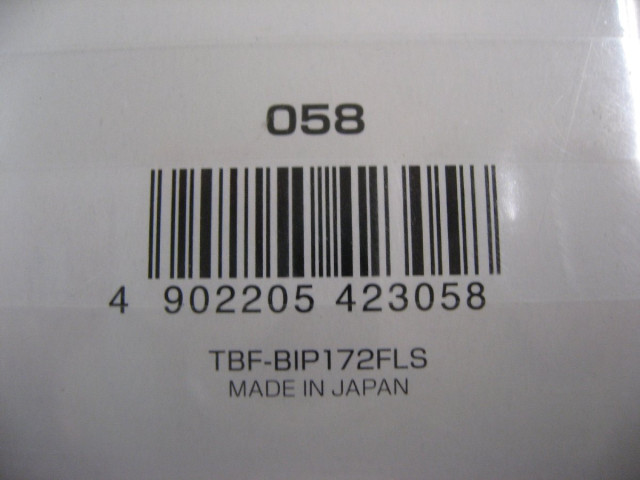 058
4 902205 423058
TBF-BIP172FLS
MADE IN JAPAN